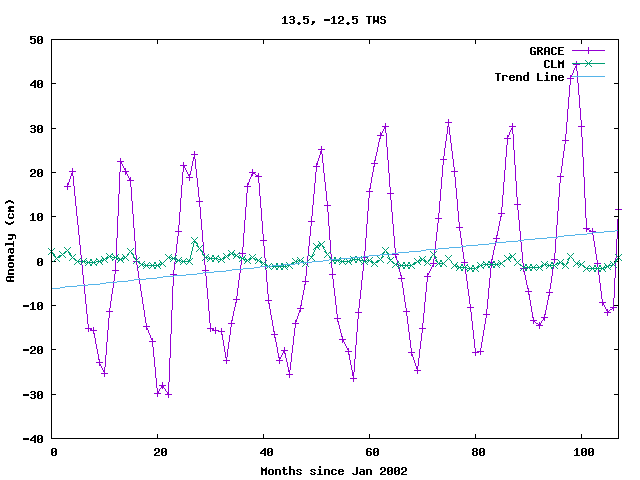 13.5, -12.5 TWS
50
40
30
20
10
0
-10
-20
-30
-40
Anomaly (cm)
GRACE
CLM
Trend Line
0 20 40 60 80 100
Months since Jan 2002